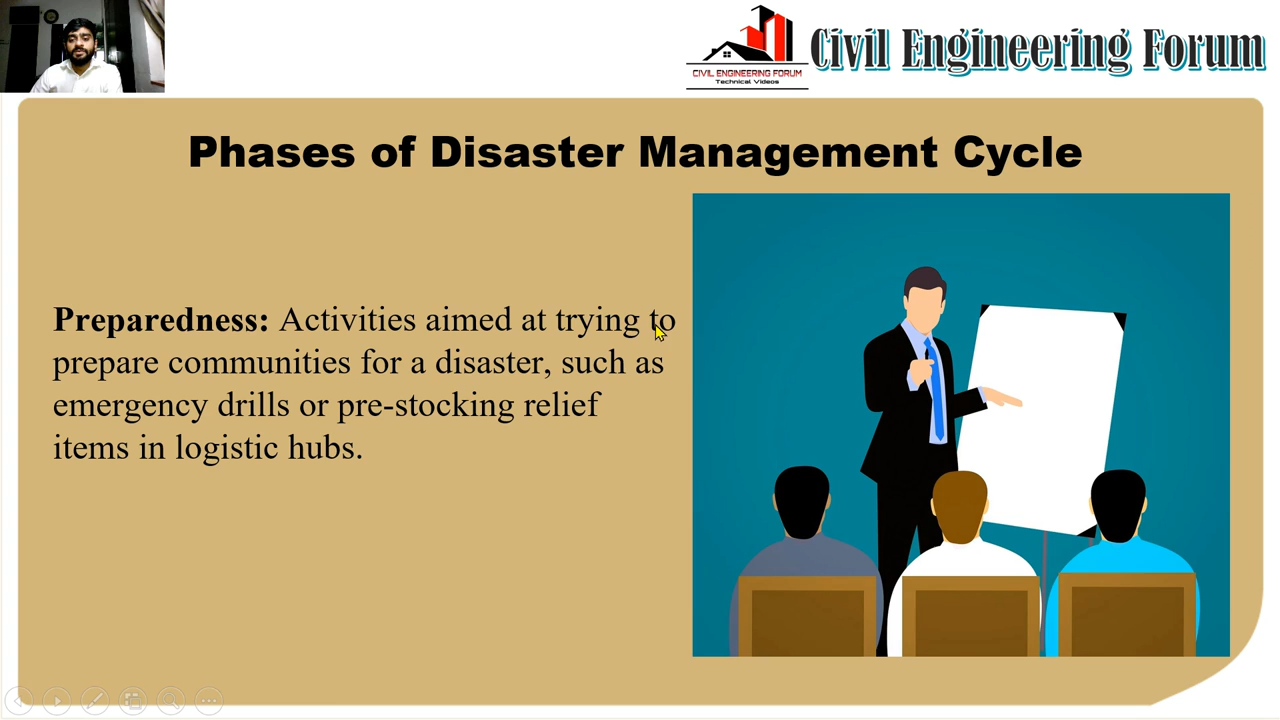 CIVIL ENGINEERING FORUM
Technical Videos
Civil Engineering Forum
Phases of Disaster Management Cycle
Preparedness: Activities aimed at trying to
prepare communities for a disaster, such as
emergency drills or pre-stocking relief
items in logistic hubs.